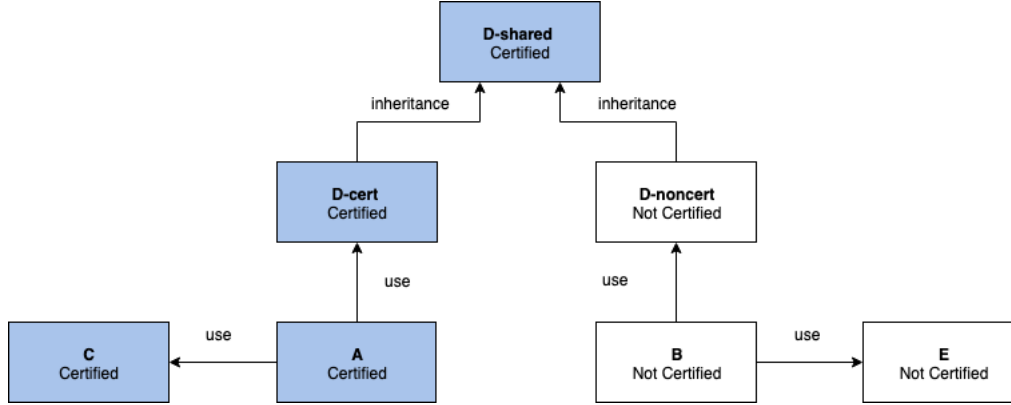 D-shared
Certified
inheritance
inheritance
D-cert
Certified
D-noncert
Not Certified
use
use
C
Certified
use
A
Certified
B
Not Certified
use
E
Not Certified